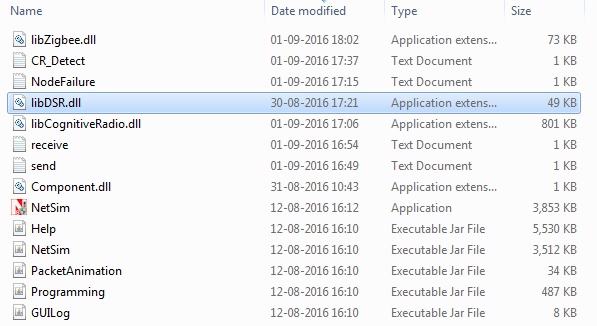 Name Date modified Type Size
libZigbee.dll 01-09-2016 18:02 Application extens... 73 KB
CR_Detect 01-09-2016 17:37 Text Document 1 KB
NodeFailure 01-09-2016 17:15 Text Document 1 KB
libDSR.dll 30-08-2016 17:21 Application extens... 49 KB
libCognitiveRadio.dll 01-09-2016 17:06 Application extens... 801 KB
receive 01-09-2016 16:54 Text Document 1 KB
send 01-09-2016 16:49 Text Document 1 KB
Component.dll 31-08-2016 10:43 Application extens... 1 KB
NetSim 12-08-2016 16:12 Application 3,853 KB
Help 12-08-2016 16:10 Executable Jar File 5,530 KB
NetSim 12-08-2016 16:10 Executable Jar File 3,512 KB
PacketAnimation 12-08-2016 16:10 Executable Jar File 34 KB
Programming 12-08-2016 16:10 Executable Jar File 487 KB
GUILog 12-08-2016 16:10 Executable Jar File 8 KB